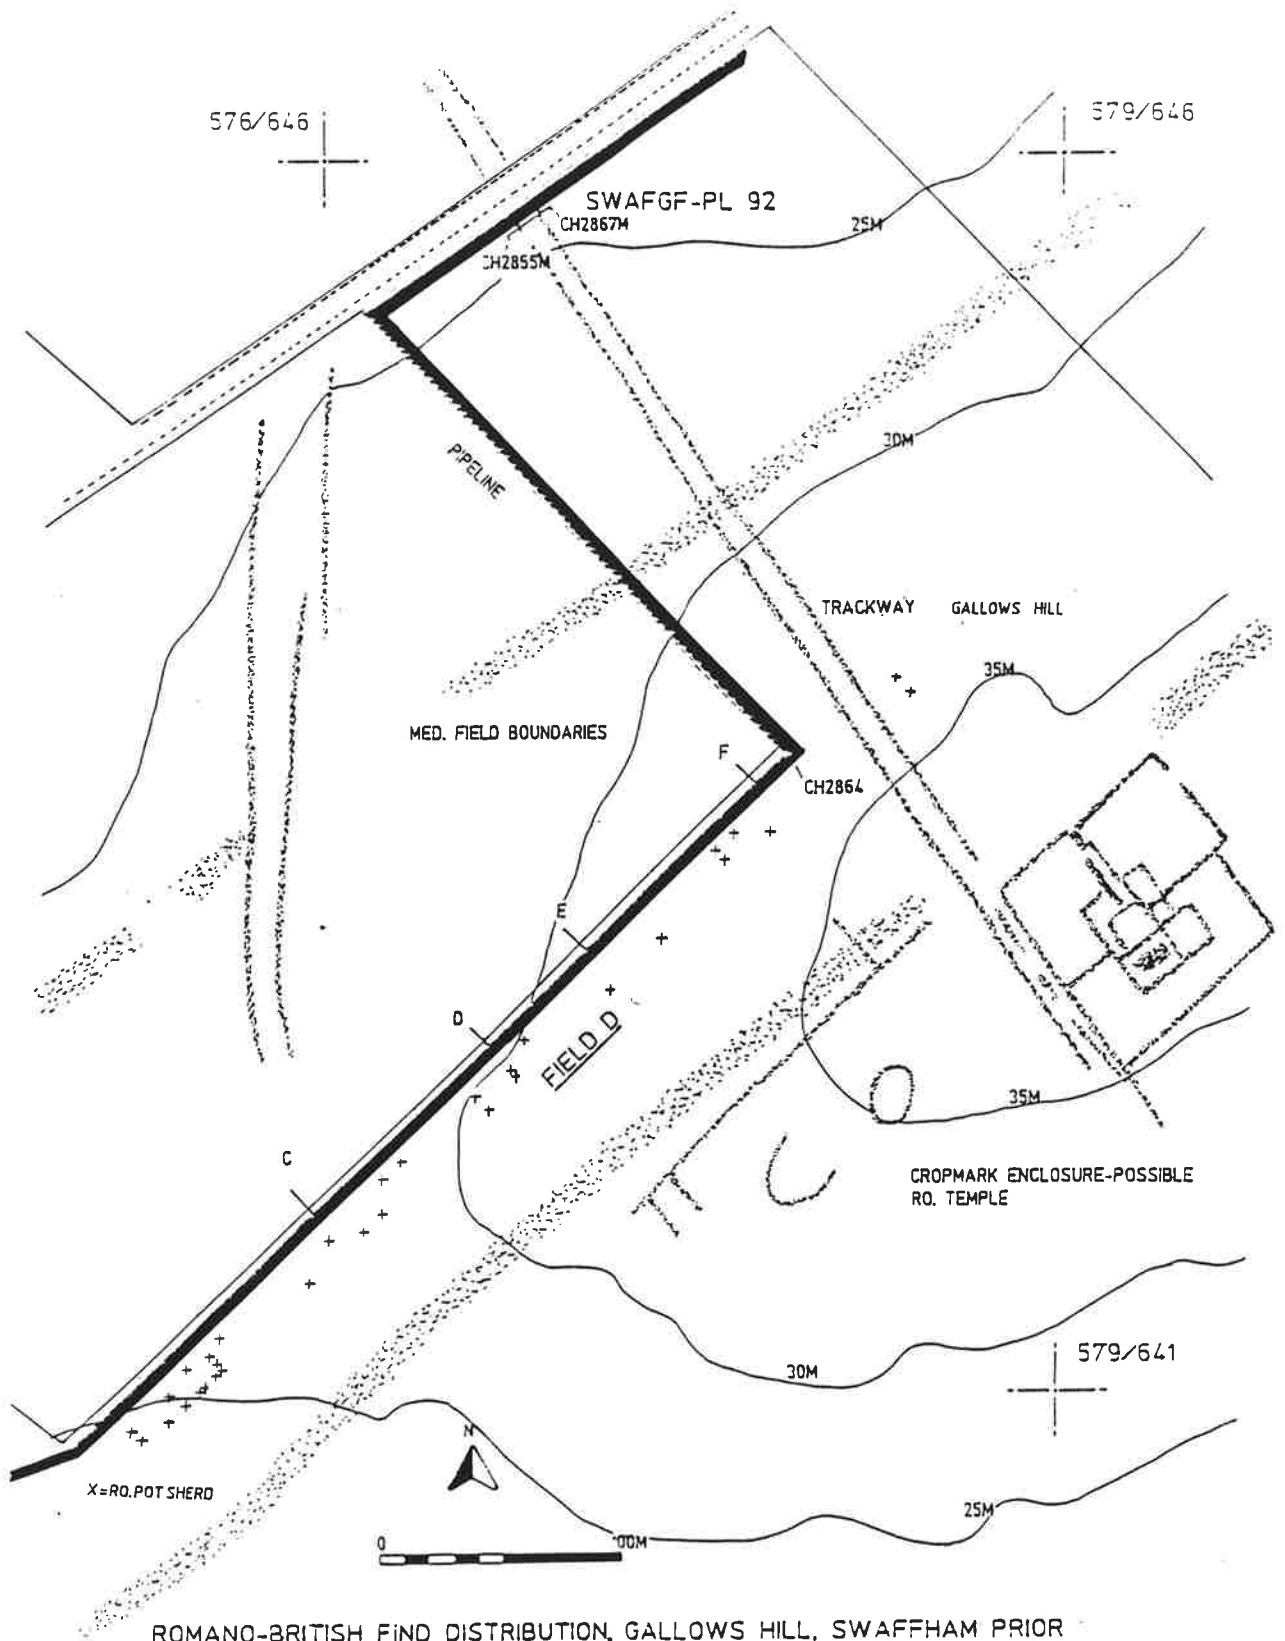 576/646
579/646
SWAFGF-PL 92
CH2867M
25M
CH2855M
30M
PIPELINE
TRACKWAY GALLOWS HILL
35M
MED. FIELD BOUNDARIES
F
CH2864
E
D
FIELD D
35M
C
CROPMARK ENCLOSURE-POSSIBLE
RO. TEMPLE
579/641
30M
N
X=RO.POT SHERD
25M
0
00M
ROMANO-BRITISH FIND DISTRIBUTION, GALLOWS HILL, SWAFFHAM PRIOR